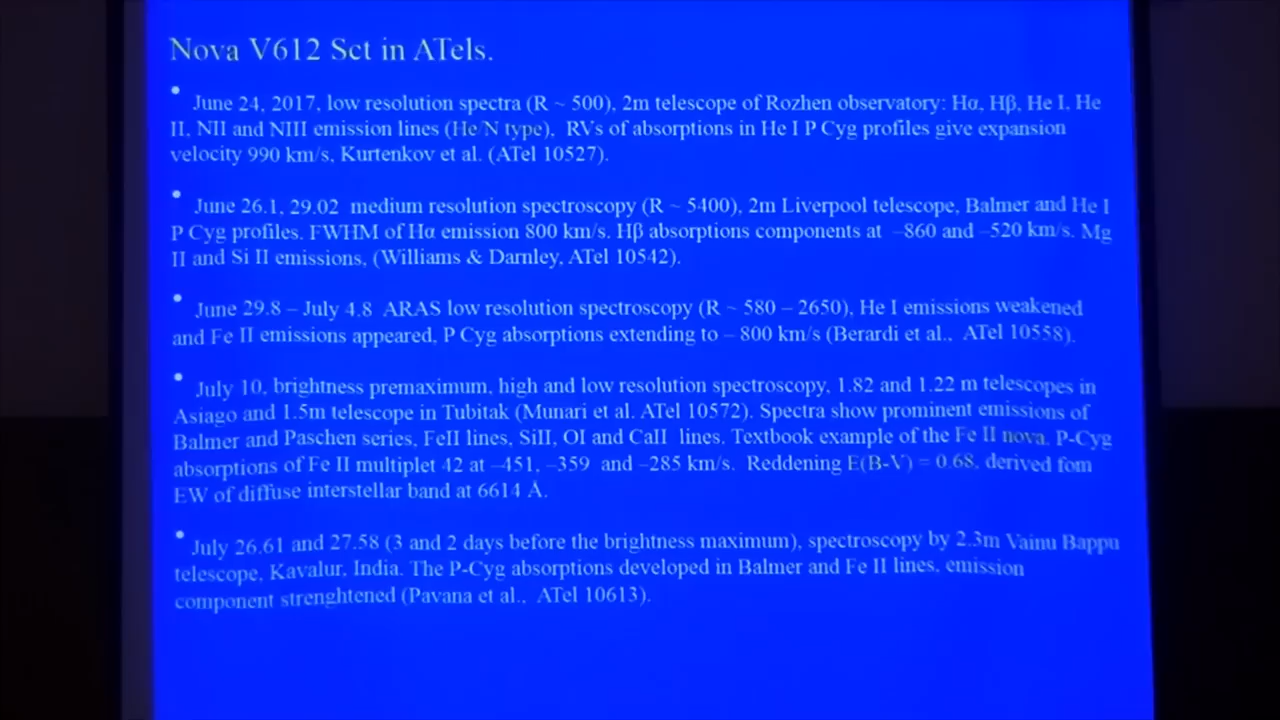 Nova V612 Sct in ATels.
• June 24, 2017, low resolution spectra (R ~ 500), 2m telescope of Rozhen observatory: Hα, Hβ, He I, He
II, NII and NIII emission lines (He/N type), RVs of absorptions in He I P Cyg profiles give expansion
velocity 990 km/s, Kurtenkov et al. (ATel 10527).
• June 26.1, 29.02 medium resolution spectroscopy (R ~ 5400), 2m Liverpool telescope, Balmer and He I
P Cyg profiles. FWHM of Hα emission 800 km/s. Hβ absorptions components at –860 and –520 km/s. Mg
II and Si II emissions, (Williams & Darnley, ATel 10542).
• June 29.8 – July 4.8 ARAS low resolution spectroscopy (R ~ 580 – 2650), He I emissions weakened
and Fe II emissions appeared, P Cyg absorptions extending to – 800 km/s (Berardi et al., ATel 10558).
• July 10, brightness premaximum, high and low resolution spectroscopy, 1.82 and 1.22 m telescopes in
Asiago and 1.5m telescope in Tubitak (Munari et al. ATel 10572). Spectra show prominent emissions of
Balmer and Paschen series, FeII lines, SiII, OI and CaII lines. Textbook example of the Fe II nova. P-Cyg
absorptions of Fe II multiplet 42 at –451, –359 and –285 km/s. Reddening E(B-V) = 0.68, derived fom
EW of diffuse interstellar band at 6614 Å.
• July 26.61 and 27.58 (3 and 2 days before the brightness maximum), spectroscopy by 2.3m Vainu Bappu
telescope, Kavalur, India. The P-Cyg absorptions developed in Balmer and Fe II lines, emission
component strenghtened (Pavana et al., ATel 10613).